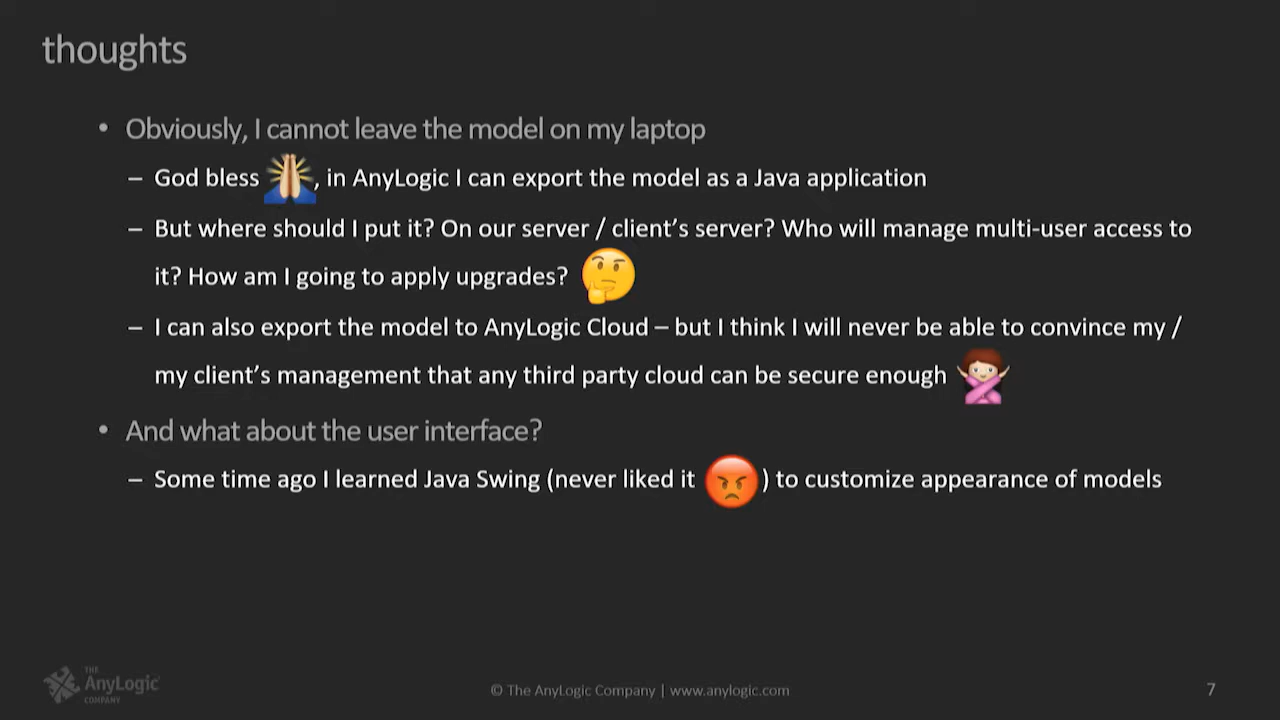 thoughts
• Obviously, I cannot leave the model on my laptop
– God bless 🙏, in AnyLogic I can export the model as a Java application
– But where should I put it? On our server / client’s server? Who will manage multi-user access to
it? How am I going to apply upgrades? 🤔
– I can also export the model to AnyLogic Cloud – but I think I will never be able to convince my /
my client’s management that any third party cloud can be secure enough 🙅
• And what about the user interface?
– Some time ago I learned Java Swing (never liked it 😡) to customize appearance of models
THE
AnyLogic
COMPANY
© The AnyLogic Company | www.anylogic.com
7